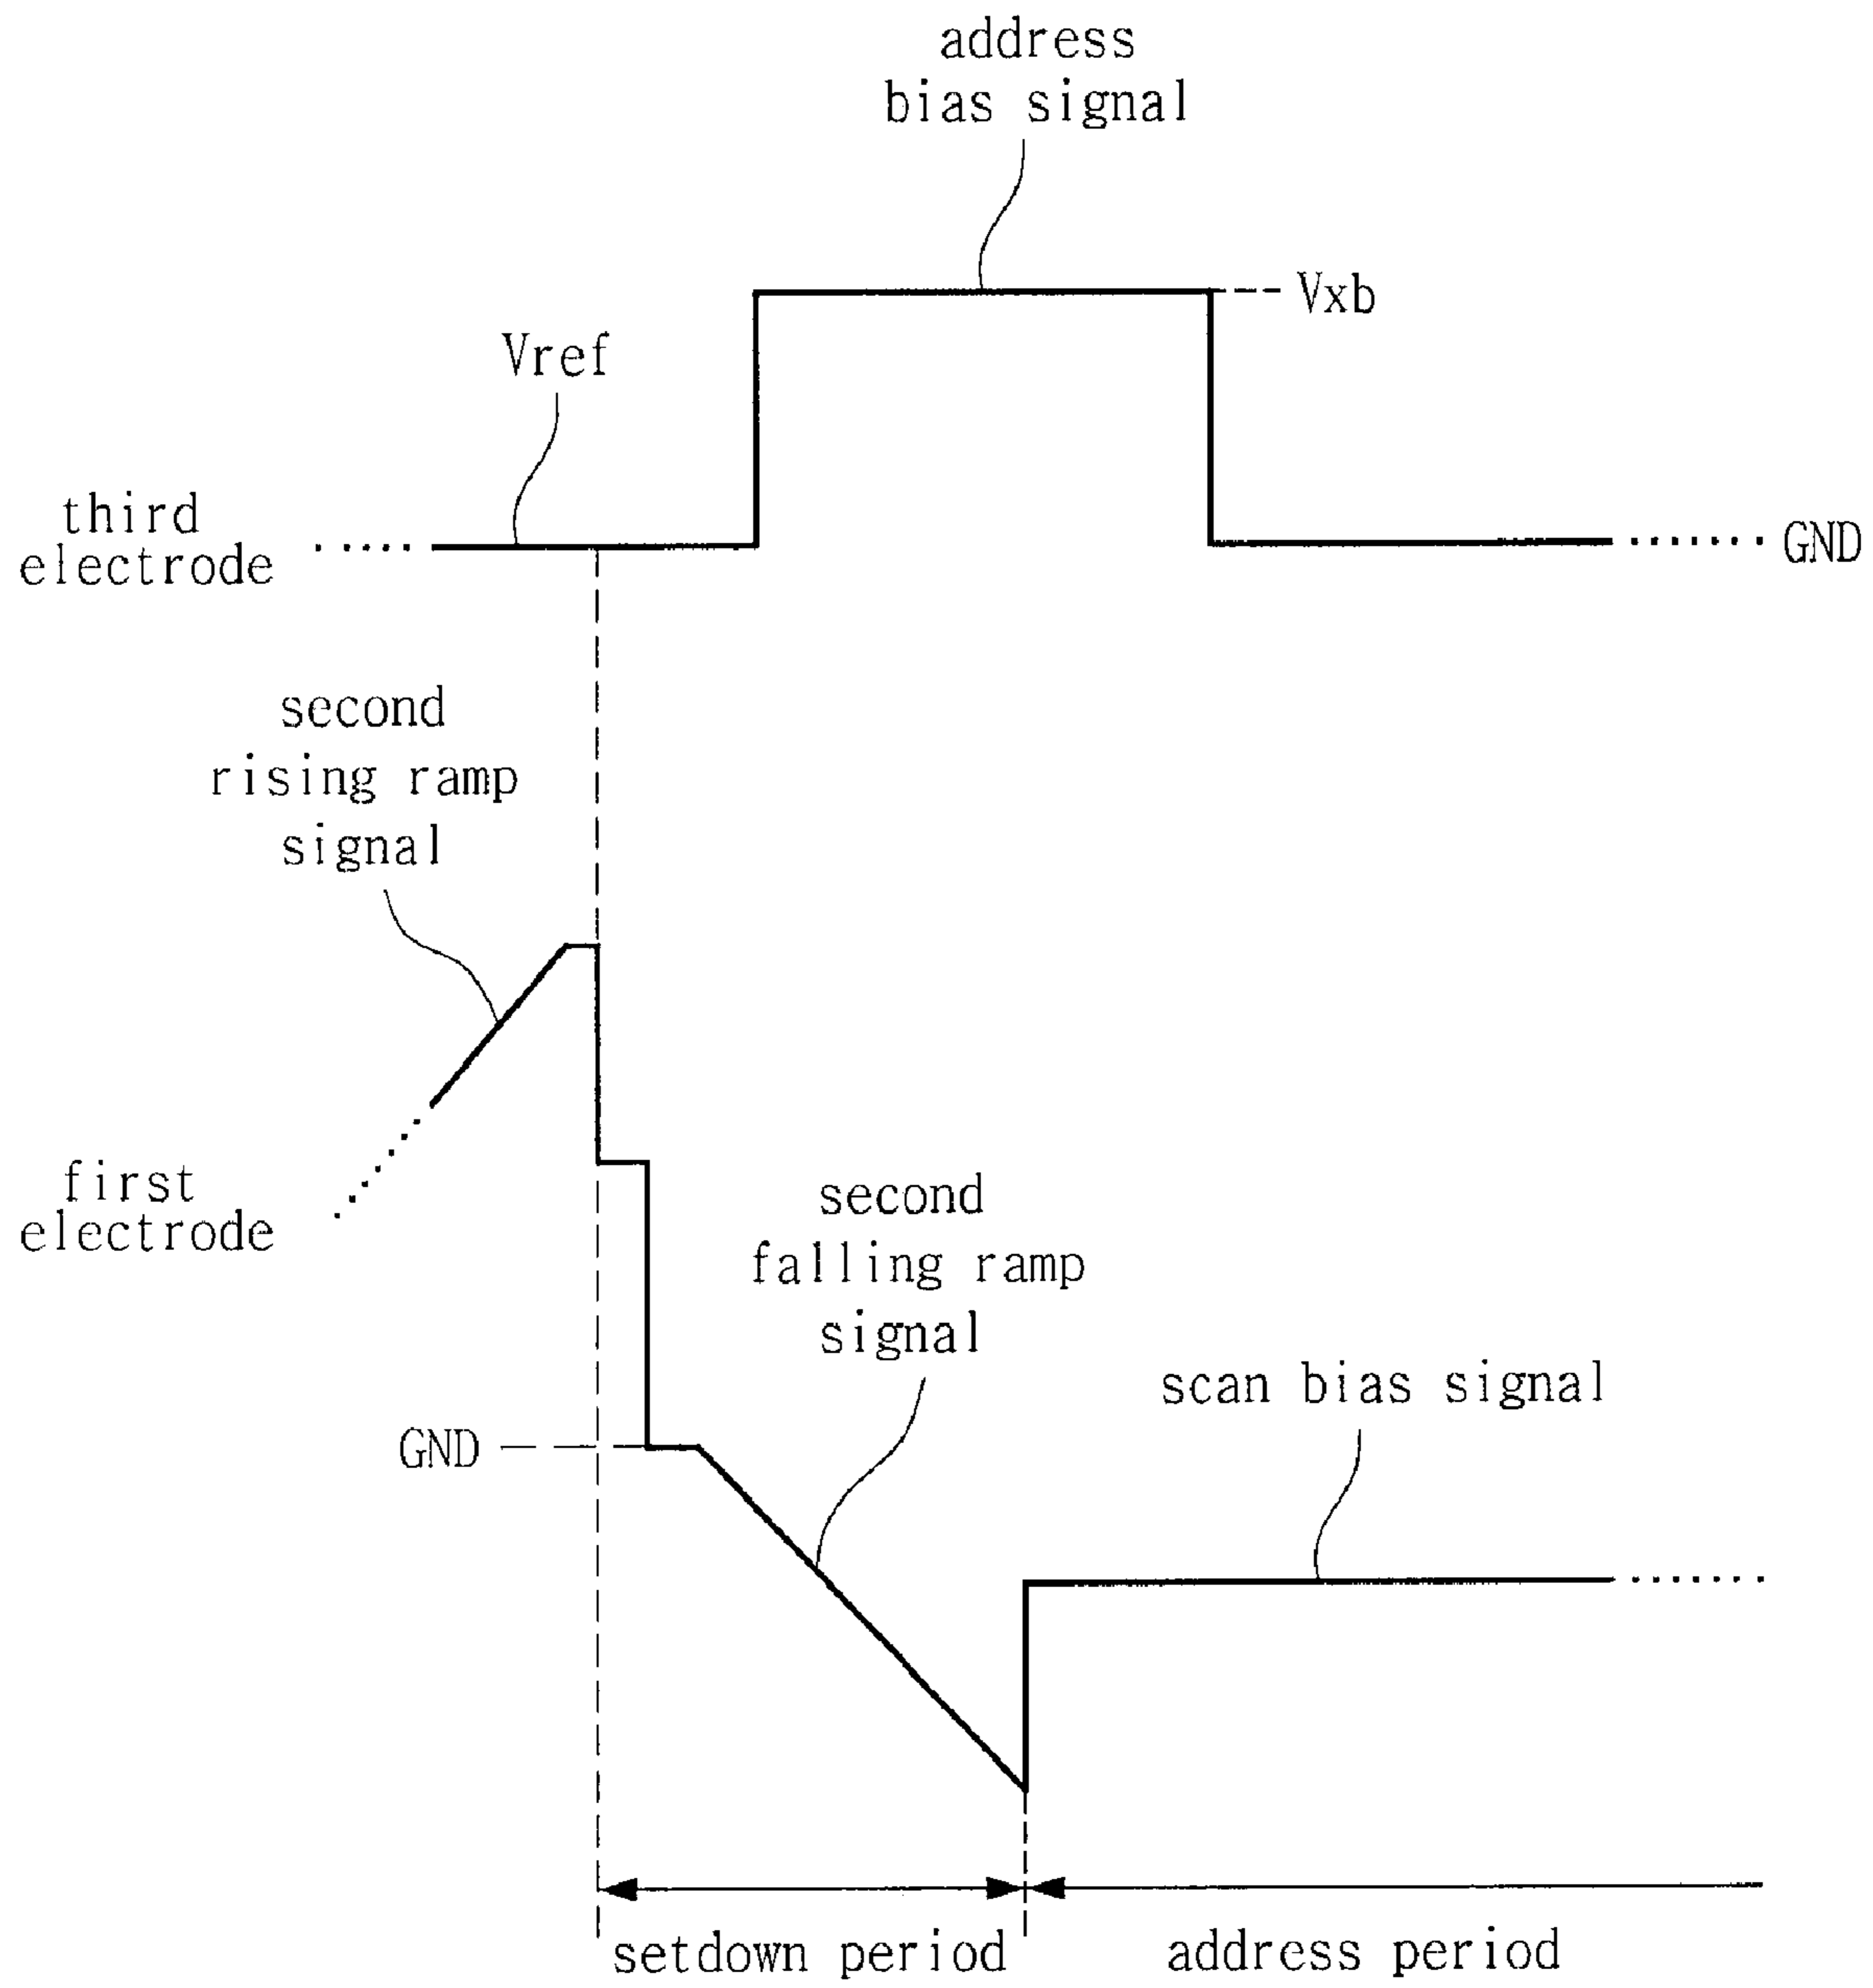 address
bias signal
Vxb
Vref
third
electrode
GND
second
rising ramp
signal
first
electrode
second
falling ramp
signal
scan bias signal
GND
setdown period
address period